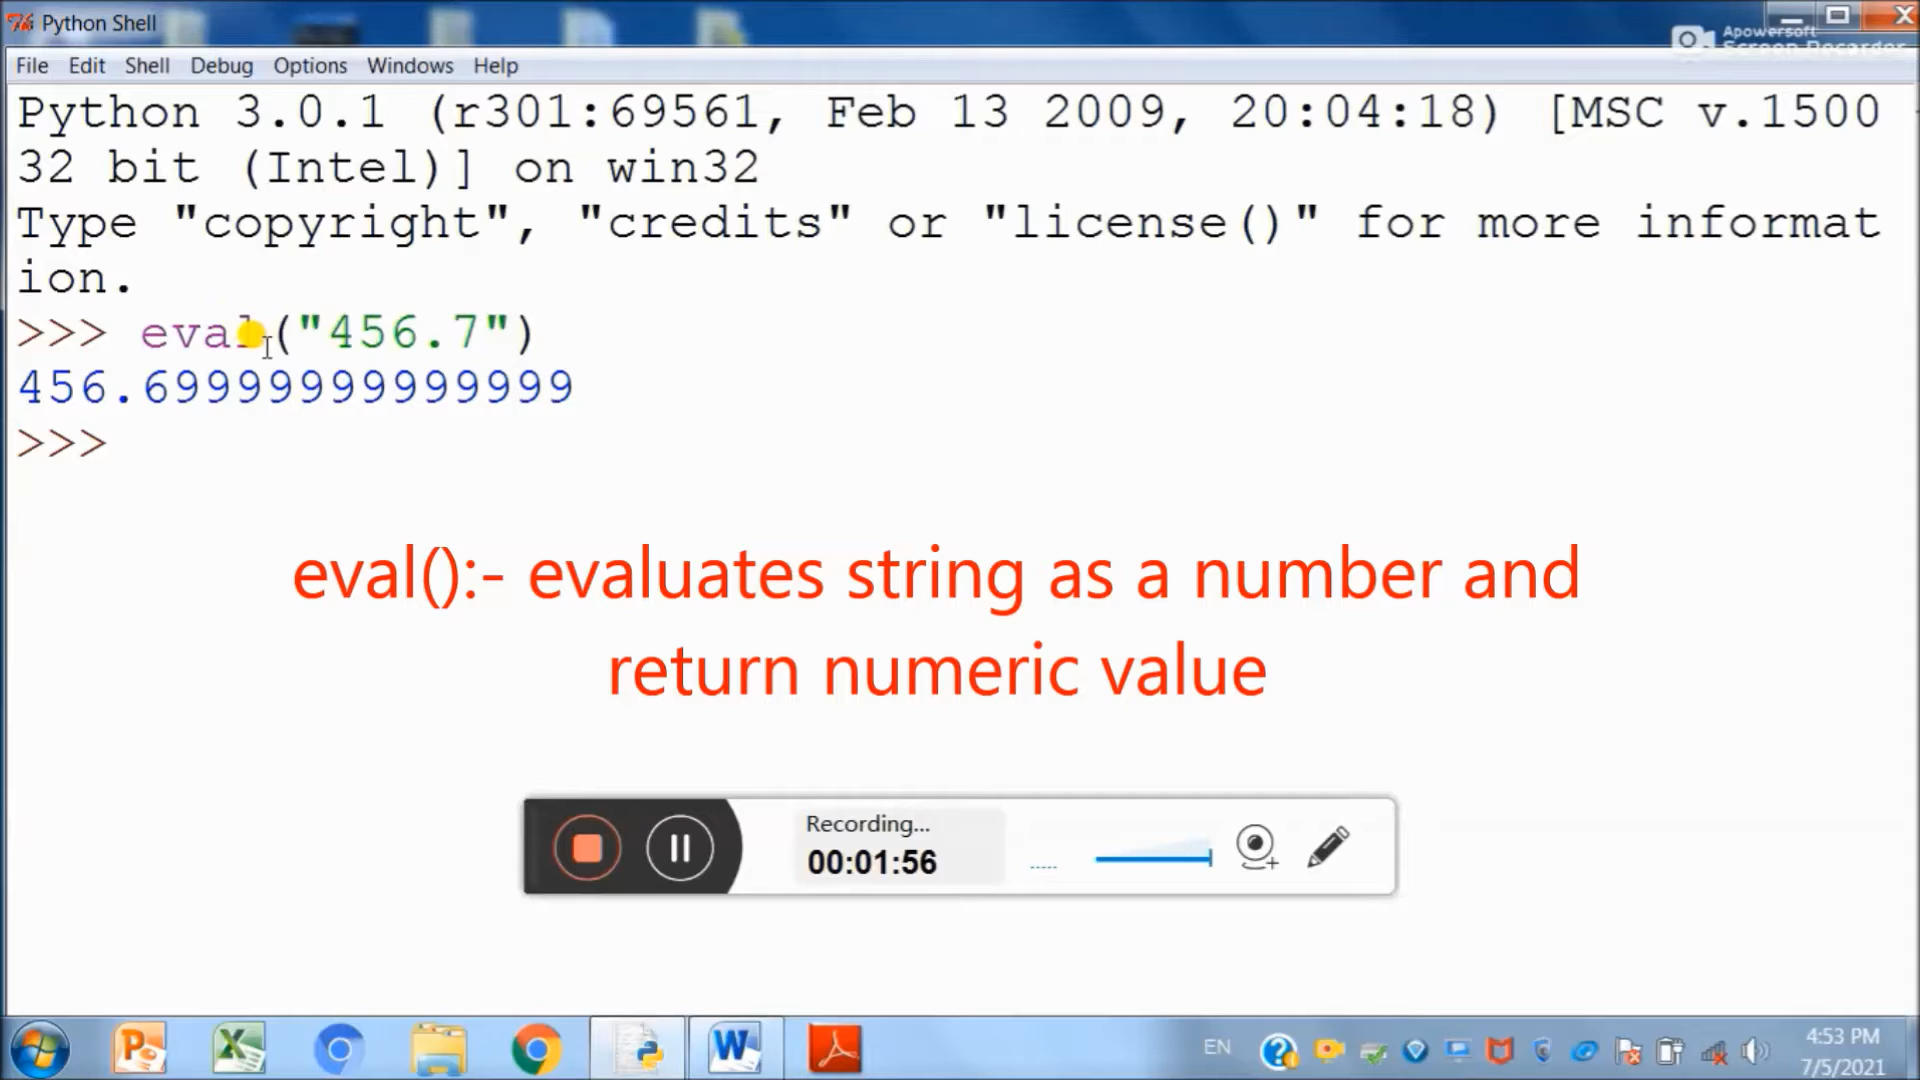 Python Shell
Apowersoft
Screen Recorder
File Edit Shell Debug Options Windows Help
Python 3.0.1 (r301:69561, Feb 13 2009, 20:04:18) [MSC v.1500
32 bit (Intel)] on win32
Type "copyright", "credits" or "license()" for more informat
ion.
>>> eval("456.7")
456.69999999999999
>>>
eval():- evaluates string as a number and
return numeric value
Recording...
00:01:56
EN
4:53 PM
7/5/2021